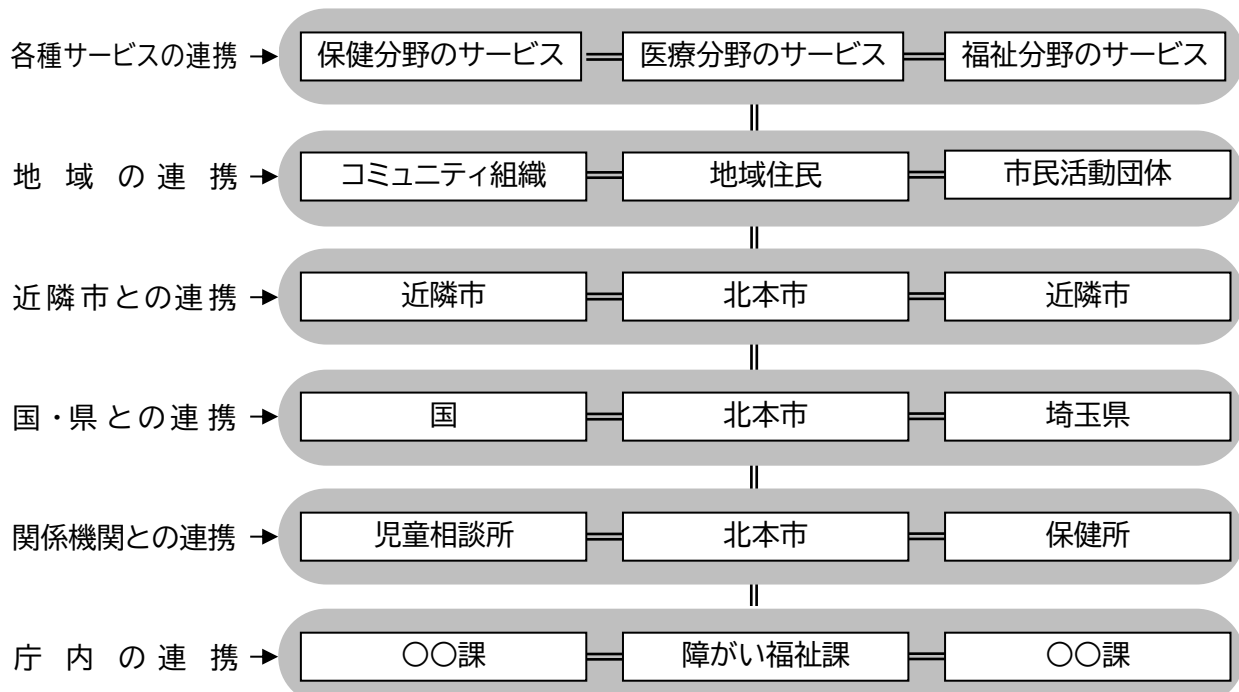 各種サービスの連携 保健分野のサービス 医療分野のサービス 福祉分野のサービス
地域の連携 コミュニティ組織 地域住民 市民活動団体
近隣市との連携 近隣市 北本市 近隣市
国・県との連携 国 北本市 埼玉県
関係機関との連携 児童相談所 北本市 保健所
庁内の連携 〇〇課 障がい福祉課 〇〇課